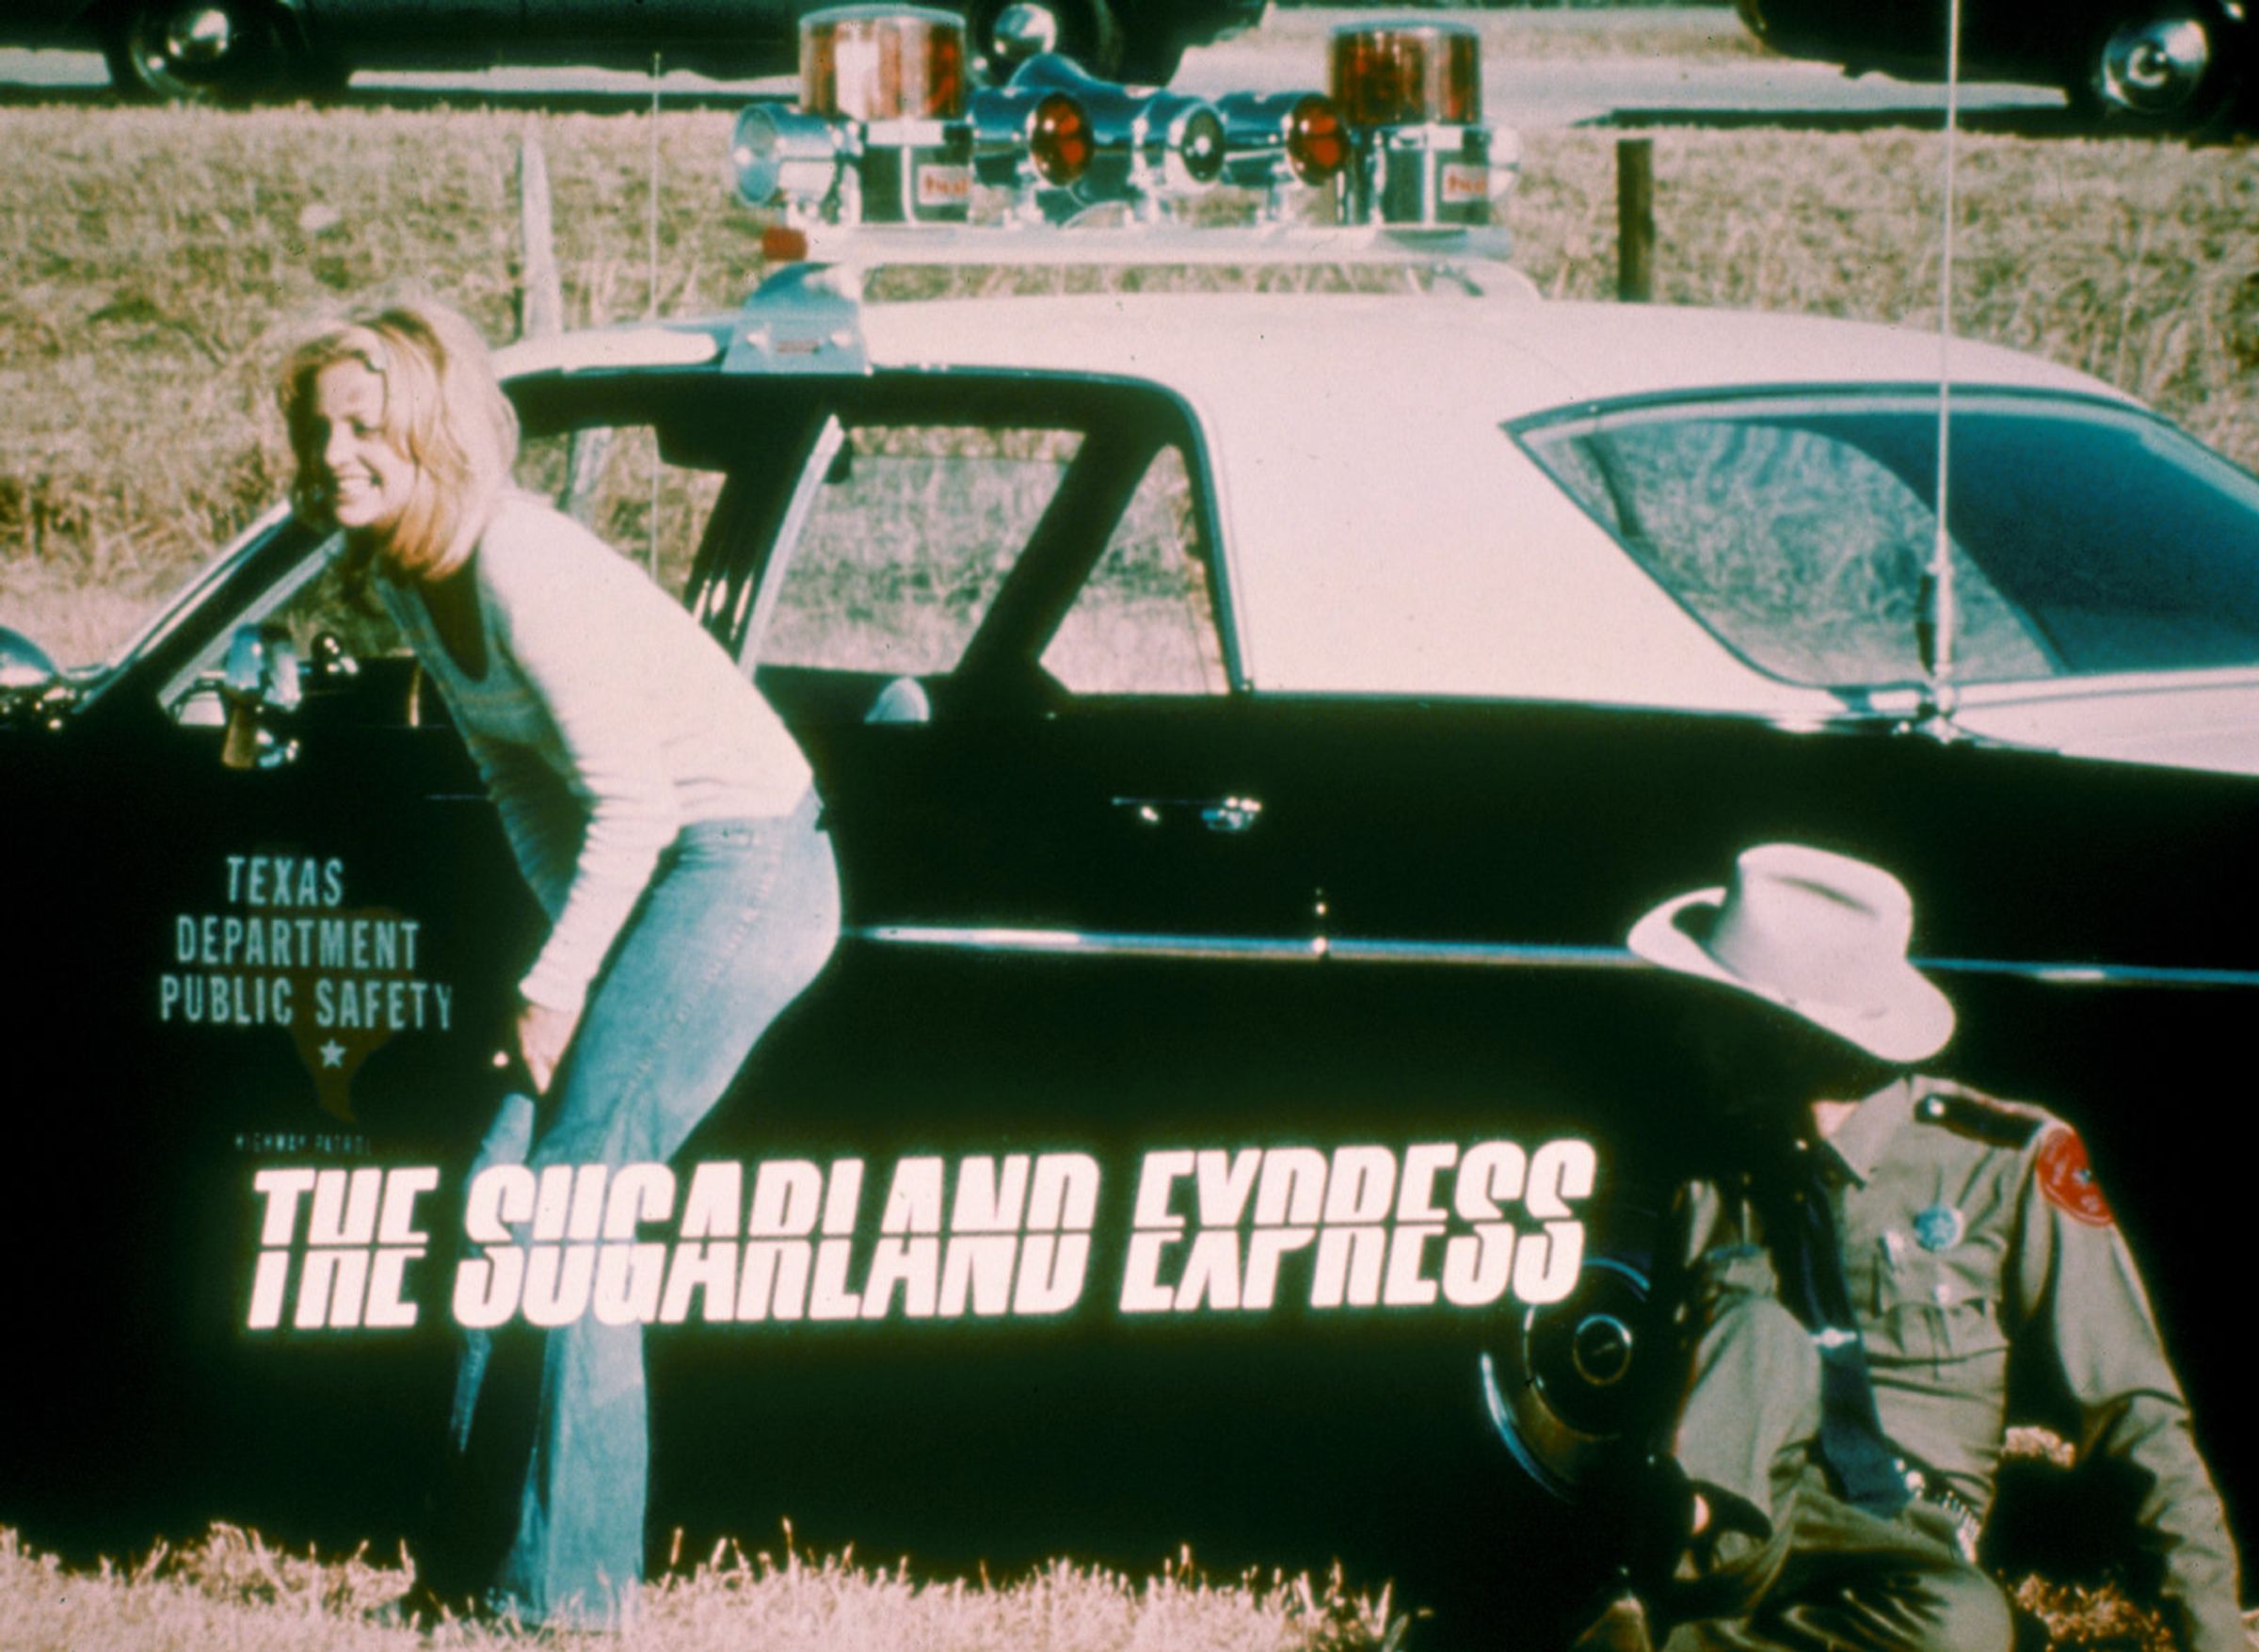 TEXAS
DEPARTMENT
PUBLIC SAFETY
HIGHWAY PATROL
THE SUGARLAND EXPRESS